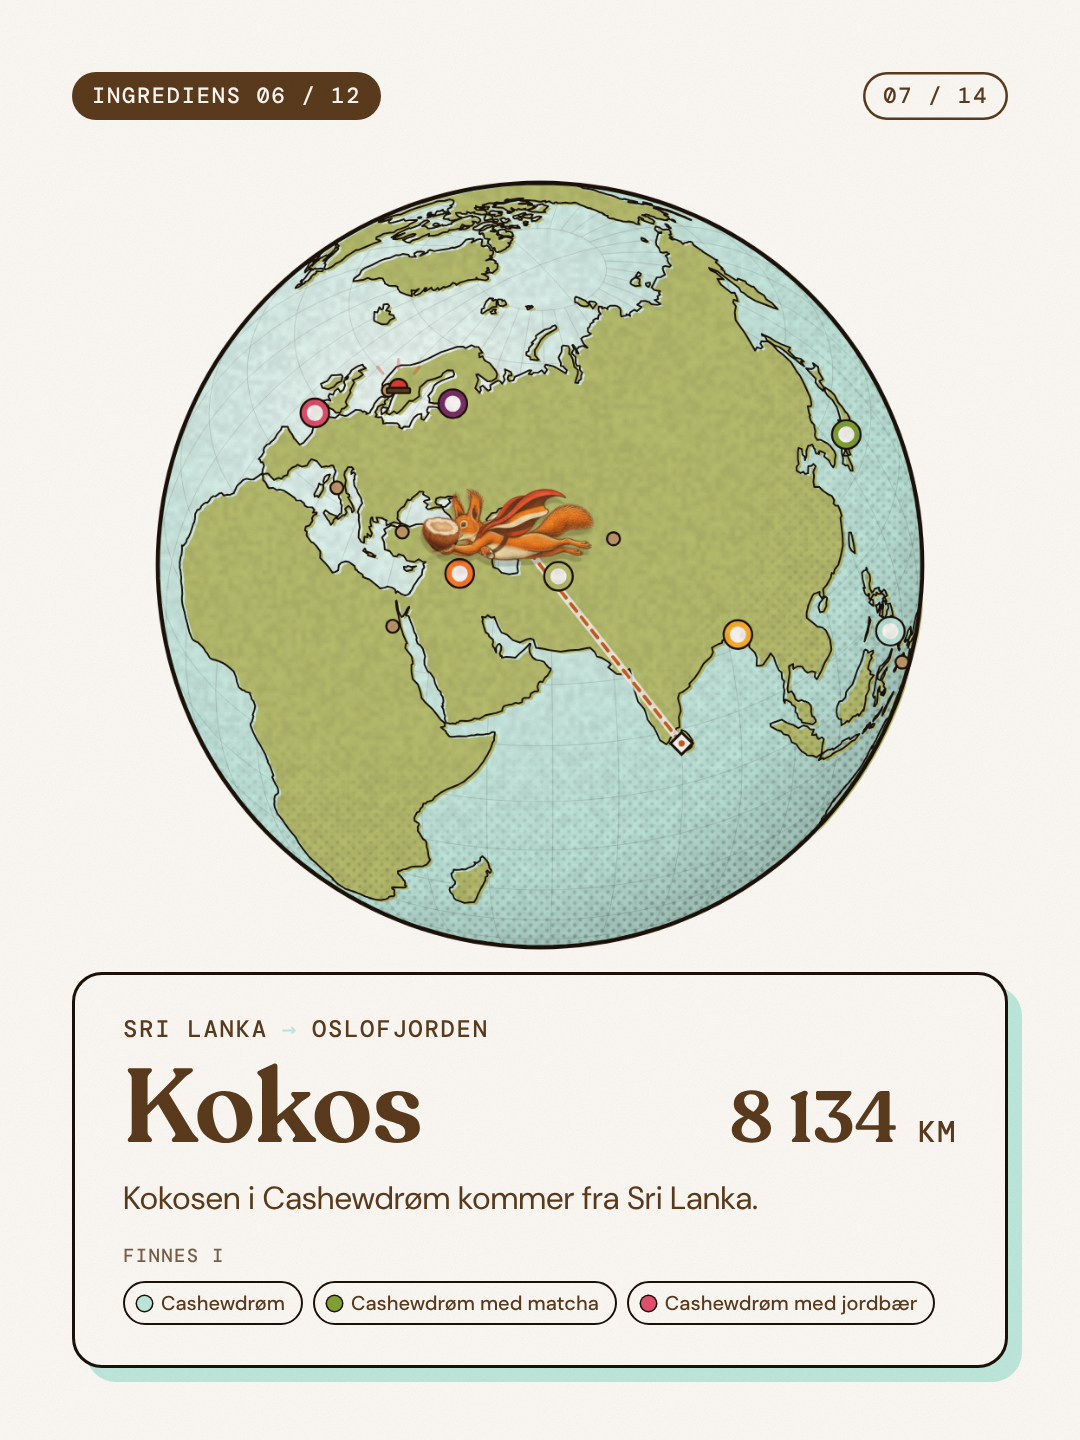 INGREDIENS 06 / 12
07 / 14
SRI LANKA → OSLOFJORDEN
Kokos
8 134 KM
Kokosen i Cashewdrøm kommer fra Sri Lanka.
FINNES I
Cashewdrøm
Cashewdrøm med matcha
Cashewdrøm med jordbær